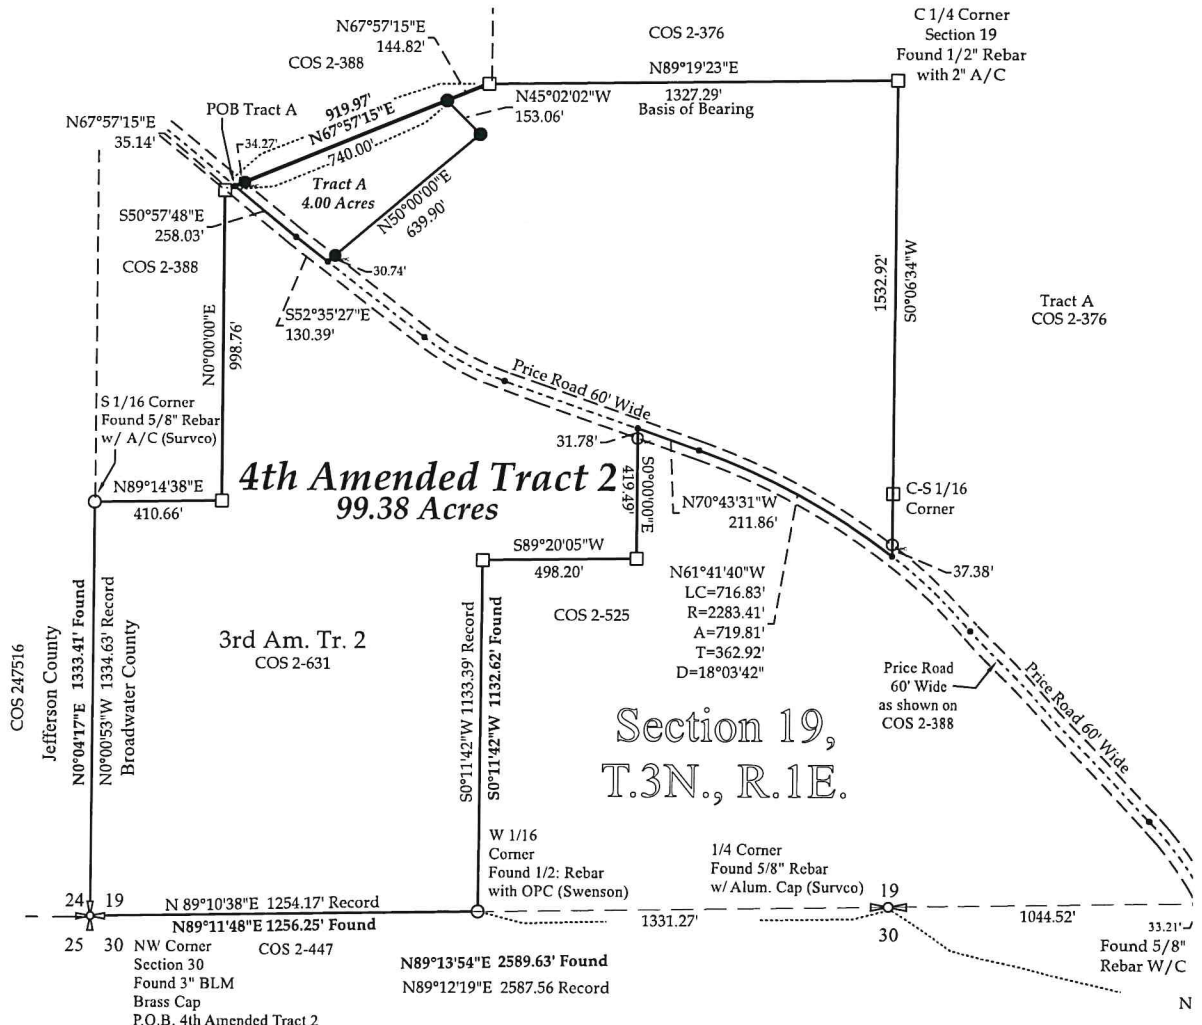 C 1/4 Corner
Section 19
Found 1/2" Rebar
with 2" A/C
N67°57'15"E
144.82'
COS 2-376
COS 2-388
N89°19'23"E
1327.29'
Basis of Bearing
919.97'
N67°57'15"E
740.00'
N45°02'02"W
153.06'
POB Tract A
N67°57'15"E
35.14'
34.27'
Tract A
4.00 Acres
N50°00'00"E
639.90'
S50°57'48"E
258.03'
COS 2-388
30.74'
1532.92'
S0°06'34"W
Tract A
COS 2-376
S52°35'27"E
130.39'
N0°00'00"E
998.76'
Price Road 60' Wide
S 1/16 Corner
Found 5/8" Rebar
w/ A/C (Survco)
31.78'
S0°00'00"E
419.49'
4th Amended Tract 2
99.38 Acres
N89°14'38"E
410.66'
C-S 1/16
Corner
N70°43'31"W
211.86'
S89°20'05"W
498.20'
37.38'
N61°41'40"W
LC=716.83'
R=2283.41'
A=719.81'
T=362.92'
D=18°03'42"
COS 2-525
3rd Am. Tr. 2
COS 2-631
COS 247516
Jefferson County
N0°04'17"E 1333.41' Found
N0°00'53"W 1334.63' Record
Broadwater County
S0°11'42"W 1133.39' Record
S0°11'42"W 1132.62' Found
Price Road
60' Wide
as shown on
COS 2-388
Price Road 60' Wide
Section 19,
T.3N., R.1E.
W 1/16
Corner
Found 1/2: Rebar
with OPC (Swenson)
1/4 Corner
Found 5/8" Rebar
w/ Alum. Cap (Survco)
24 19
25 30
N 89°10'38"E 1254.17' Record
N89°11'48"E 1256.25' Found
COS 2-447
19
30
1331.27'
1044.52'
33.21'
Found 5/8"
Rebar W/C
NW Corner
Section 30
Found 3" BLM
Brass Cap
P.O.B. 4th Amended Tract 2
N89°13'54"E 2589.63' Found
N89°12'19"E 2587.56 Record
N